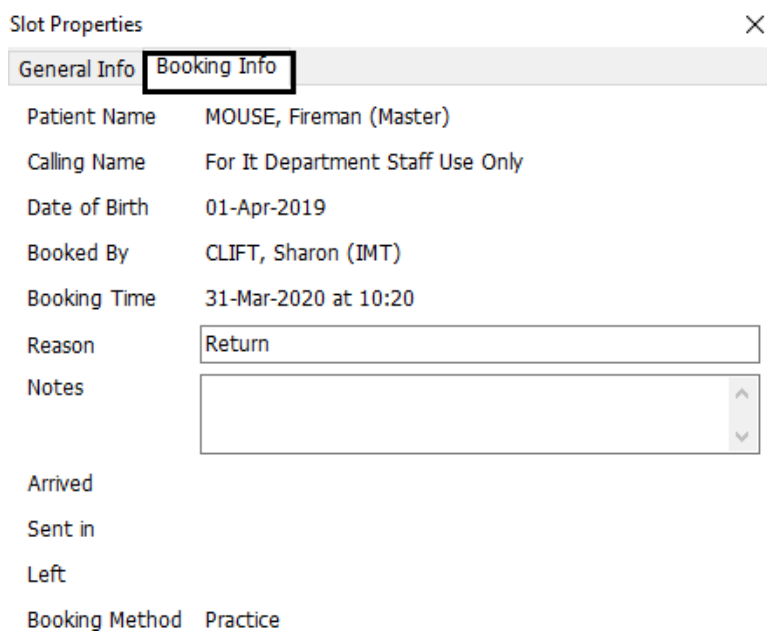 Slot Properties
General Info Booking Info
Patient Name MOUSE, Fireman (Master)
Calling Name For It Department Staff Use Only
Date of Birth 01-Apr-2019
Booked By CLIFT, Sharon (IMT)
Booking Time 31-Mar-2020 at 10:20
Reason Return
Notes
Arrived
Sent in
Left
Booking Method Practice